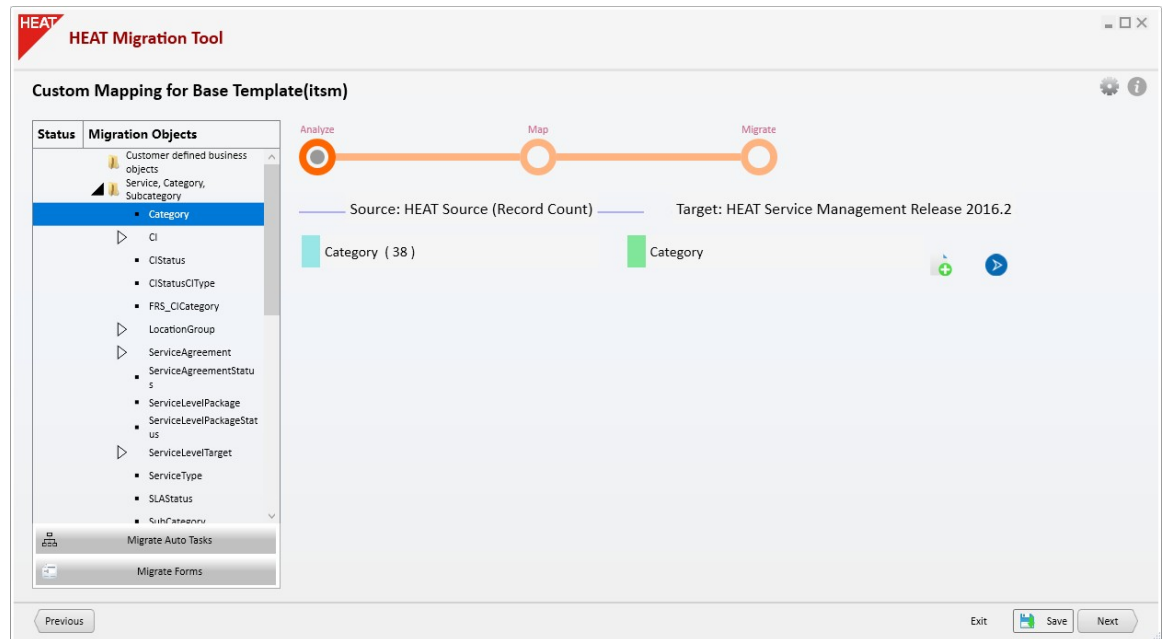 HEAT
HEAT Migration Tool
Custom Mapping for Base Template(itsm)
Status Migration Objects
Customer defined business
objects
Service, Category,
Subcategory
Category
CI
CIStatus
CIStatusCIType
FRS_CICategory
LocationGroup
ServiceAgreement
ServiceAgreementStatu
s
ServiceLevelPackage
ServiceLevelPackageStat
us
ServiceLevelTarget
ServiceType
SLAStatus
SubCategory
Migrate Auto Tasks
Migrate Forms
Analyze Map Migrate
Source: HEAT Source (Record Count) Target: HEAT Service Management Release 2016.2
Category ( 38 ) Category
Previous Exit Save Next